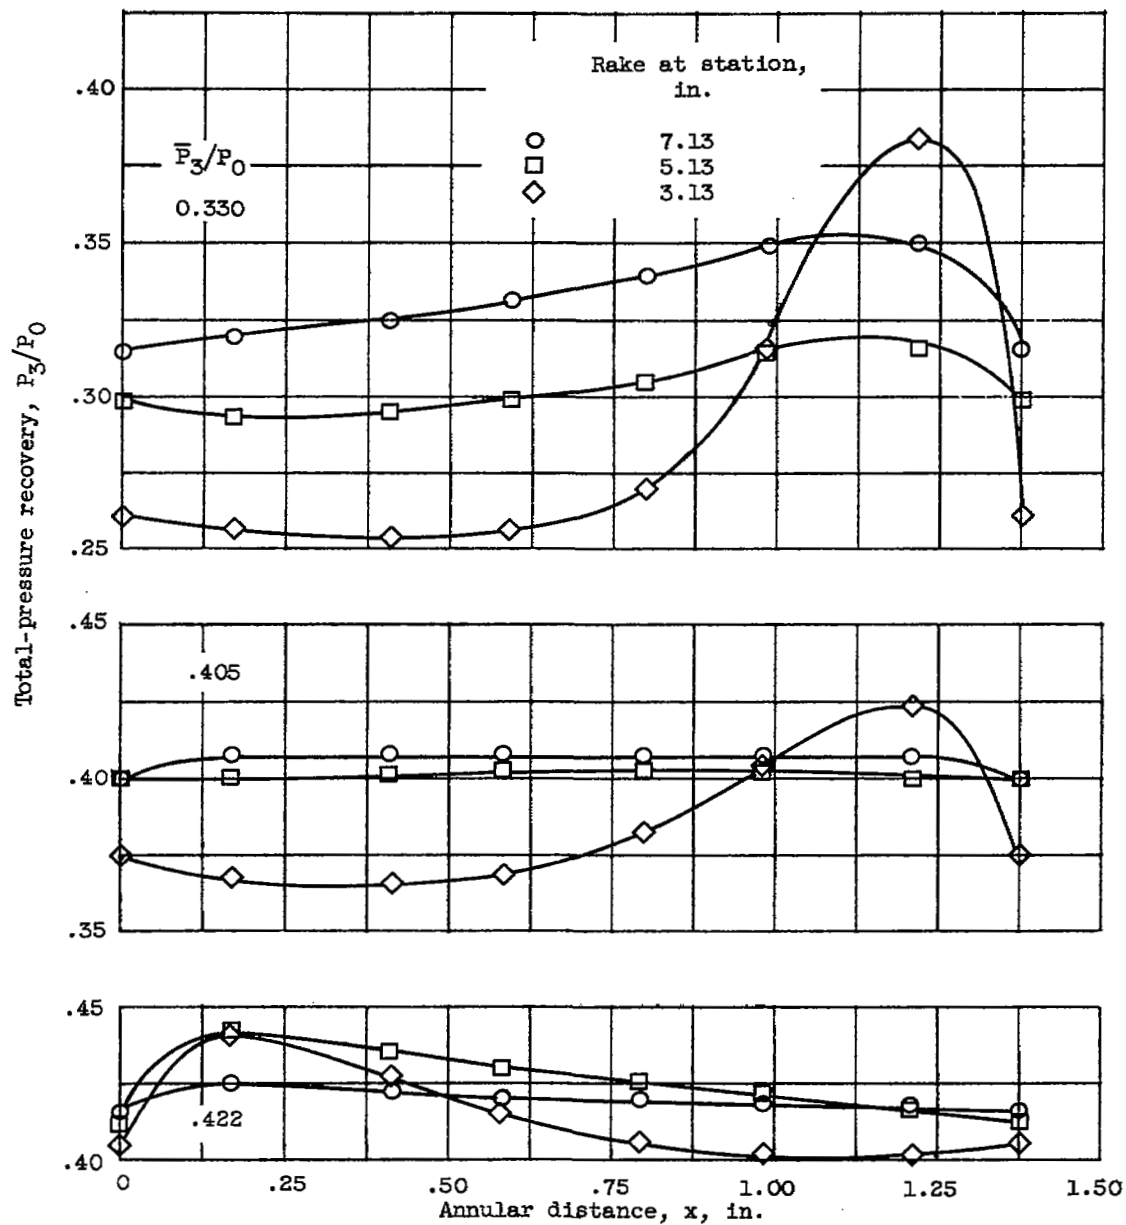 Rake at station,
in.
7.13
5.13
3.13
P̅3/P0
0.330
.40
.35
.30
.25
Total-pressure recovery, P3/P0
.45
.405
.40
.35
.45
.422
.40
0 .25 .50 .75 1.00 1.25 1.50
Annular distance, x, in.